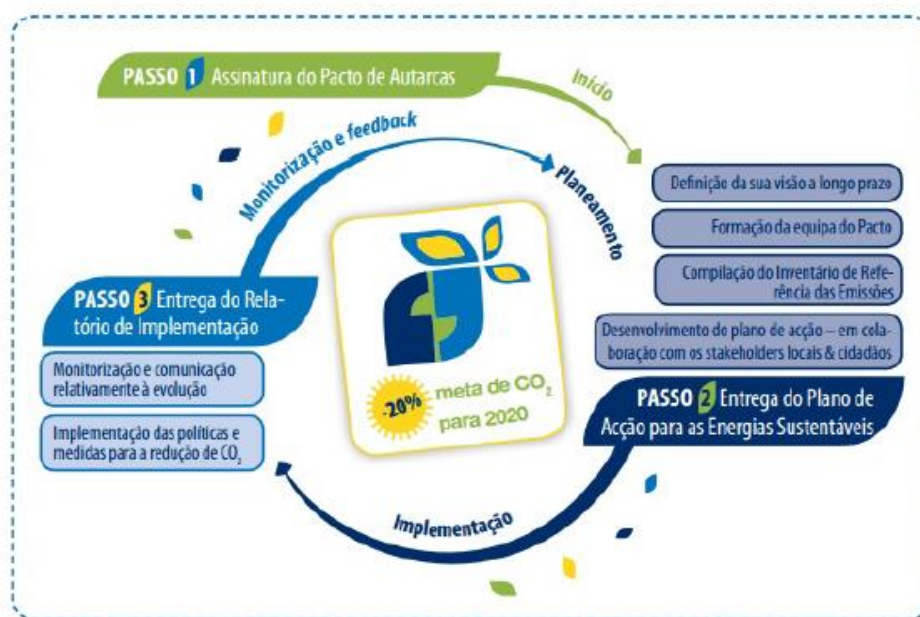 PASSO 1 Assinatura do Pacto de Autarcas
Início
Monitorização e feedback
Planeamento
Definição da sua visão a longo prazo
Formação da equipa do Pacto
Compilação do Inventário de Refe-
rência das Emissões
Desenvolvimento do plano de acção – em cola-
boração com os stakeholders locais & cidadãos
PASSO 2 Entrega do Plano de
Acção para as Energias Sustentáveis
Implementação
PASSO 3 Entrega do Rela-
tório de Implementação
Monitorização e comunicação
relativamente à evolução
Implementação das políticas e
medidas para a redução de CO₂
-20% meta de CO₂
para 2020